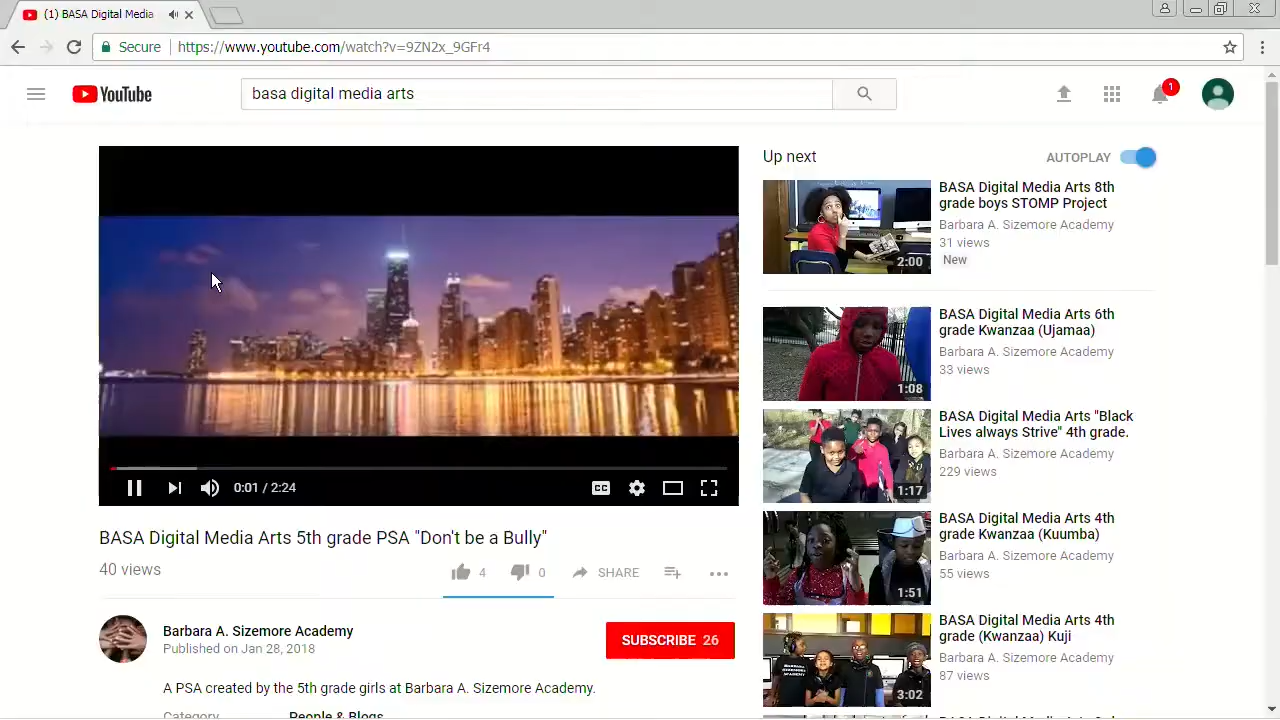 (1) BASA Digital Media
Secure
https://www.youtube.com/watch?v=9ZN2x_9GFr4
YouTube
basa digital media arts
1
Up next
AUTOPLAY
BASA Digital Media Arts 8th
grade boys STOMP Project
Barbara A. Sizemore Academy
31 views
New
2:00
BASA Digital Media Arts 6th
grade Kwanzaa (Ujamaa)
Barbara A. Sizemore Academy
33 views
1:08
BASA Digital Media Arts "Black
Lives always Strive" 4th grade.
Barbara A. Sizemore Academy
229 views
1:17
BASA Digital Media Arts 4th
grade Kwanzaa (Kuumba)
Barbara A. Sizemore Academy
55 views
1:51
BASA Digital Media Arts 4th
grade (Kwanzaa) Kuji
Barbara A. Sizemore Academy
87 views
3:02
0:01 / 2:24
CC
BASA Digital Media Arts 5th grade PSA "Don't be a Bully"
40 views
4
0
SHARE
Barbara A. Sizemore Academy
Published on Jan 28, 2018
SUBSCRIBE 26
A PSA created by the 5th grade girls at Barbara A. Sizemore Academy.
Category
People & Blogs